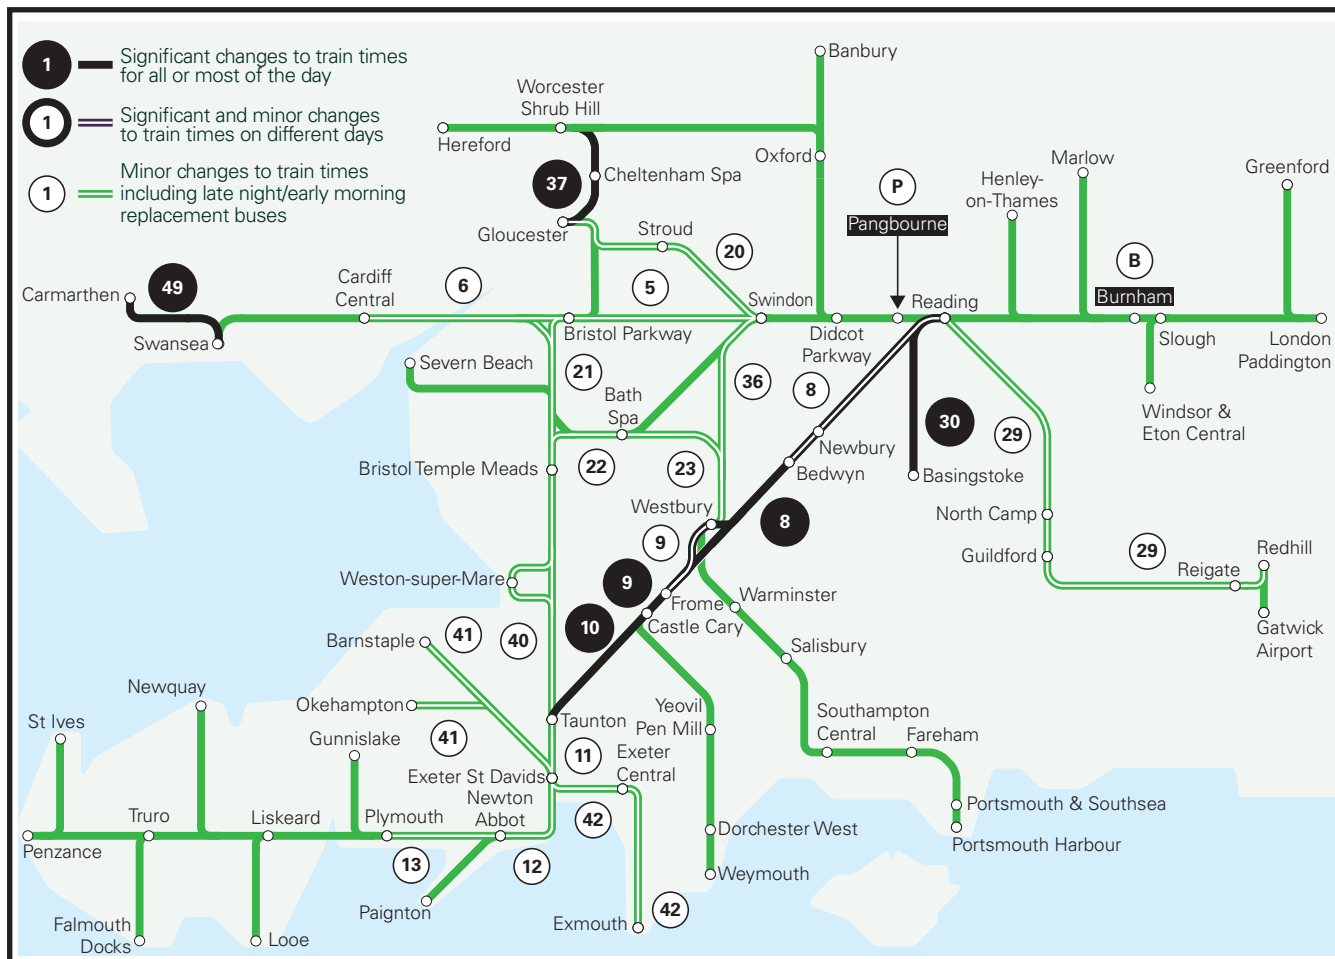 1
Significant changes to train times
for all or most of the day
1
Significant and minor changes
to train times on different days
1
Minor changes to train times
including late night/early morning
replacement buses
Banbury
Worcester
Shrub Hill
Hereford
Oxford
Marlow
Greenford
Henley-
on-Thames
P
Pangbourne
37
Cheltenham Spa
Gloucester
Stroud
20
B
Burnham
Carmarthen
49
Cardiff
Central
6
5
Swindon
Reading
Swansea
Bristol Parkway
Didcot
Parkway
Slough
London
Paddington
Severn Beach
21
36
8
Bath
Spa
Windsor &
Eton Central
30
29
Newbury
Bristol Temple Meads
22
23
Bedwyn
Basingstoke
Westbury
8
North Camp
9
Guildford
29
Redhill
Reigate
Weston-super-Mare
9
Frome
Warminster
Castle Cary
10
Gatwick
Airport
Barnstaple
41
40
Salisbury
Newquay
Okehampton
St Ives
Taunton
Yeovil
Pen Mill
Southampton
Central
Fareham
Gunnislake
41
11
Exeter
Central
Exeter St Davids
Newton
Abbot
Truro
Liskeard
Plymouth
42
Portsmouth & Southsea
Penzance
Dorchester West
Portsmouth Harbour
13
12
Weymouth
Paignton
42
Exmouth
Falmouth
Docks
Looe